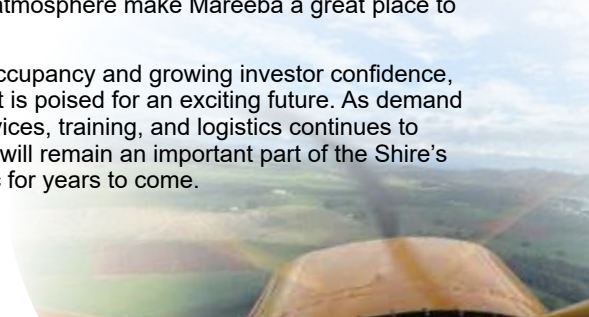 atmosphere make Mareeba a great place to
ccupancy and growing investor confidence,
t is poised for an exciting future. As demand
vices, training, and logistics continues to
will remain an important part of the Shire's
for years to come.